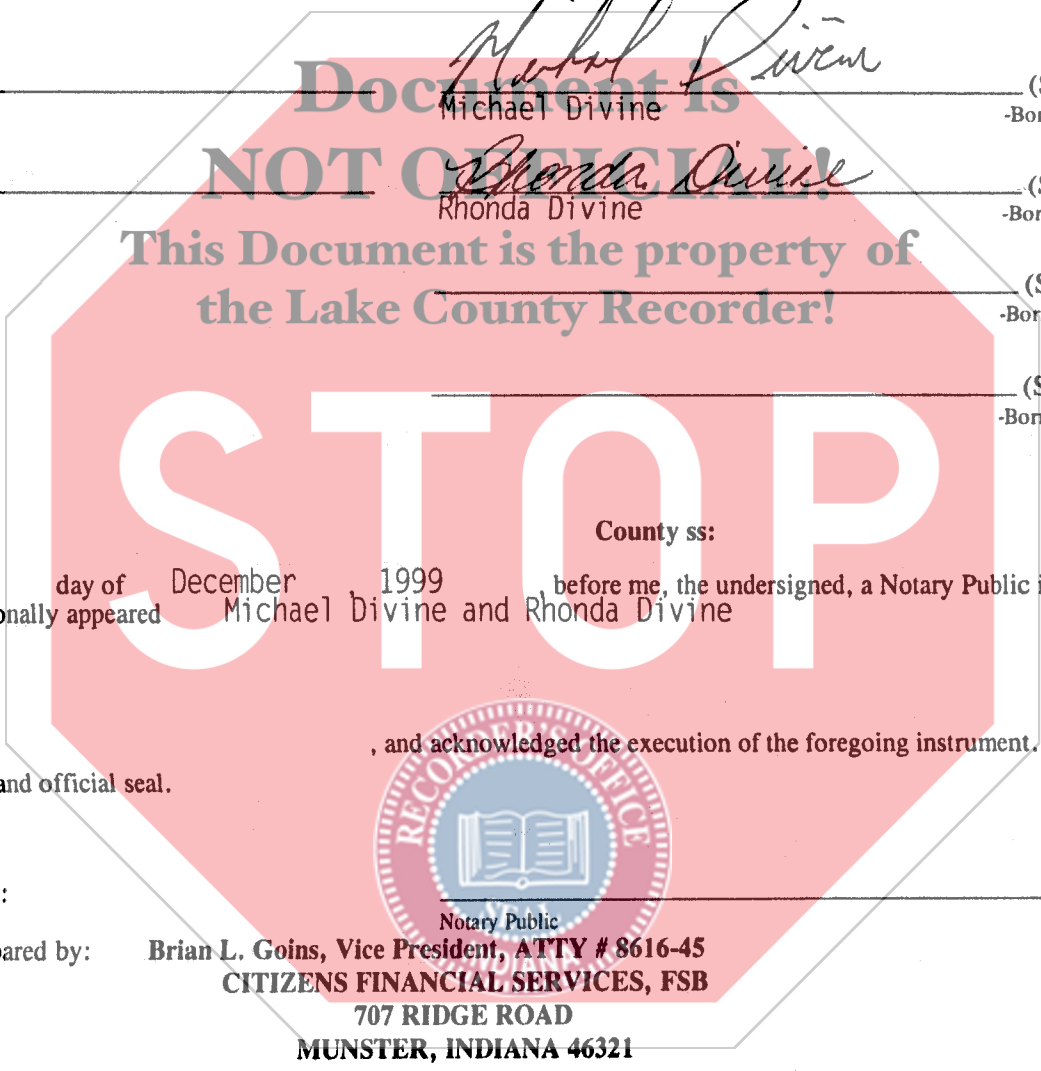 Michael Divine
(S
Michael Divine
-Bor
Rhonda Divine
(S
Rhonda Divine
-Bor
(S
-Bor
(S
-Borr
Document is
NOT OFFICIAL!
This Document is the property of
the Lake County Recorder!
STOP
County ss:
day of December , 1999 , before me, the undersigned, a Notary Public i
onally appeared Michael Divine and Rhonda Divine
, and acknowledged the execution of the foregoing instrument.
and official seal.
RECORDER'S OFFICE
SEAL
INDIANA
:
Notary Public
pared by: Brian L. Goins, Vice President, ATTY # 8616-45
CITIZENS FINANCIAL SERVICES, FSB
707 RIDGE ROAD
MUNSTER, INDIANA 46321